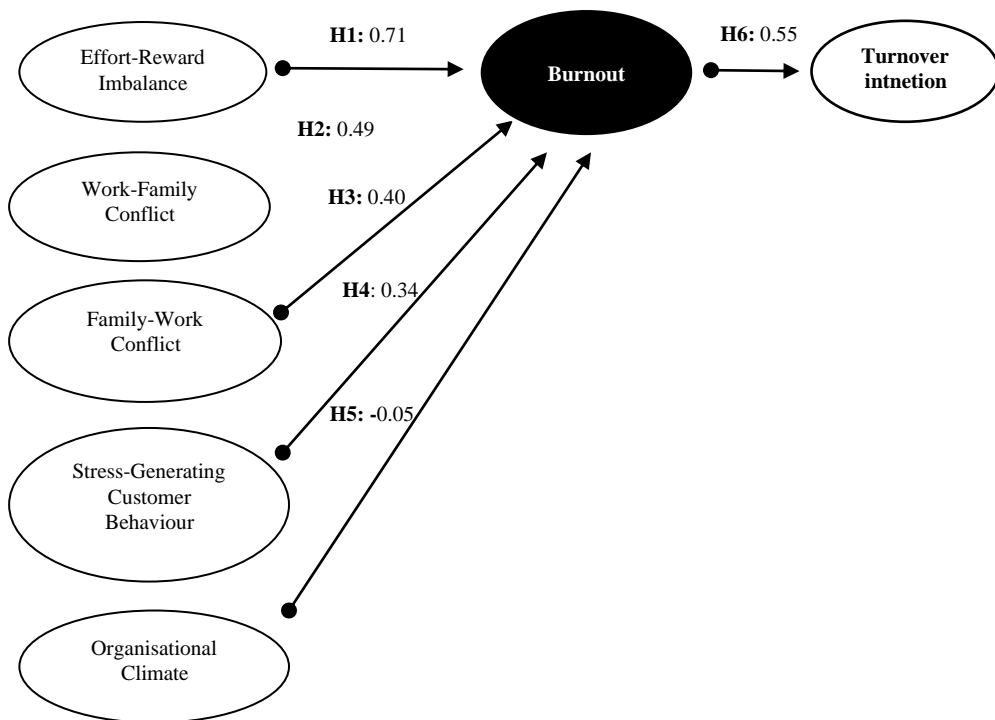 Effort-Reward
Imbalance
H1: 0.71
Burnout
H6: 0.55
Turnover
intnetion
H2: 0.49
Work-Family
Conflict
H3: 0.40
Family-Work
Conflict
H4: 0.34
H5: -0.05
Stress-Generating
Customer
Behaviour
Organisational
Climate